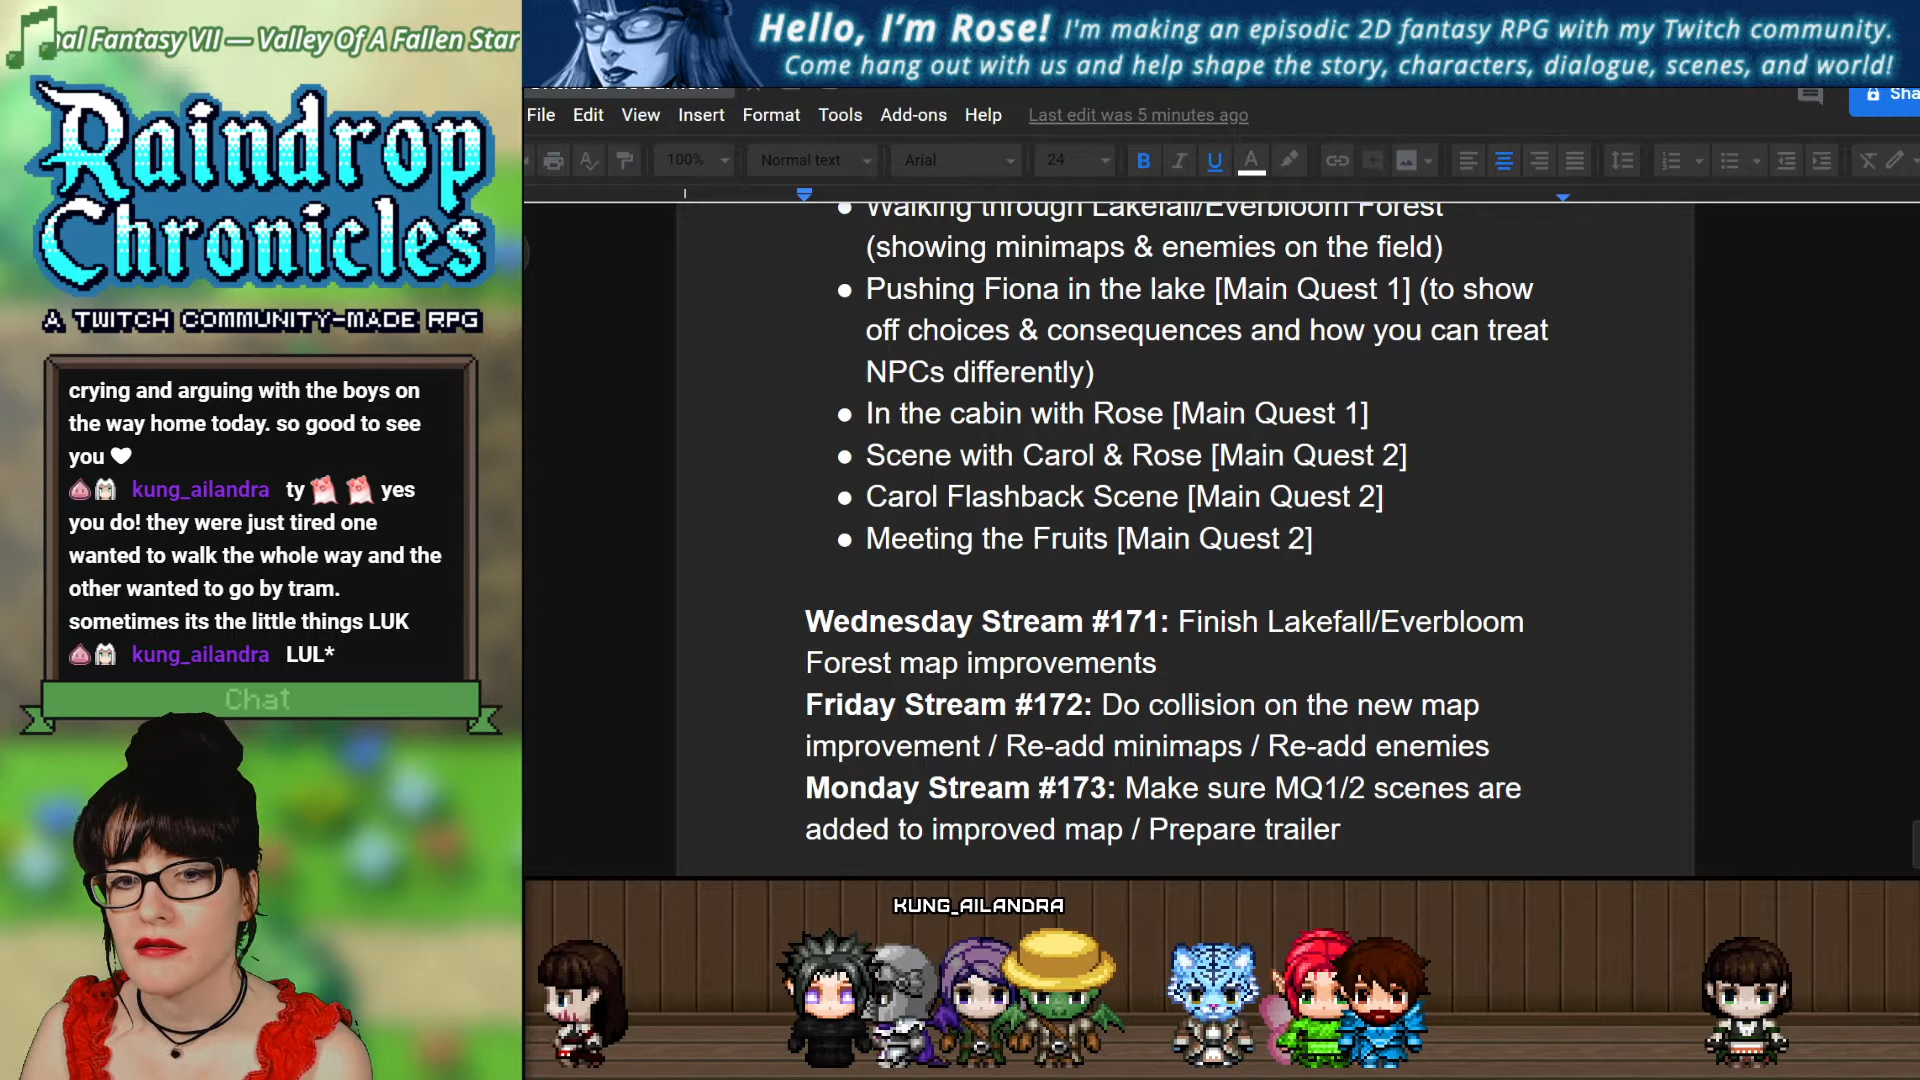 nal Fantasy VII — Valley Of A Fallen Star
Raindrop
Chronicles
A TWITCH COMMUNITY-MADE RPG
crying and arguing with the boys on
the way home today. so good to see
you
kung_ailandra ty yes
you do! they were just tired one
wanted to walk the whole way and the
other wanted to go by tram.
sometimes its the little things LUK
kung_ailandra LUL*
Chat
Hello, I'm Rose! I'm making an episodic 2D fantasy RPG with my Twitch community.
Come hang out with us and help shape the story, characters, dialogue, scenes, and world!
File Edit View Insert Format Tools Add-ons Help Last edit was 5 minutes ago
Sha
100% Normal text Arial 24 B I U A
● Walking through Lakefall/Everbloom Forest
(showing minimaps & enemies on the field)
● Pushing Fiona in the lake [Main Quest 1] (to show
off choices & consequences and how you can treat
NPCs differently)
● In the cabin with Rose [Main Quest 1]
● Scene with Carol & Rose [Main Quest 2]
● Carol Flashback Scene [Main Quest 2]
● Meeting the Fruits [Main Quest 2]
Wednesday Stream #171: Finish Lakefall/Everbloom
Forest map improvements
Friday Stream #172: Do collision on the new map
improvement / Re-add minimaps / Re-add enemies
Monday Stream #173: Make sure MQ1/2 scenes are
added to improved map / Prepare trailer
KUNG_AILANDRA